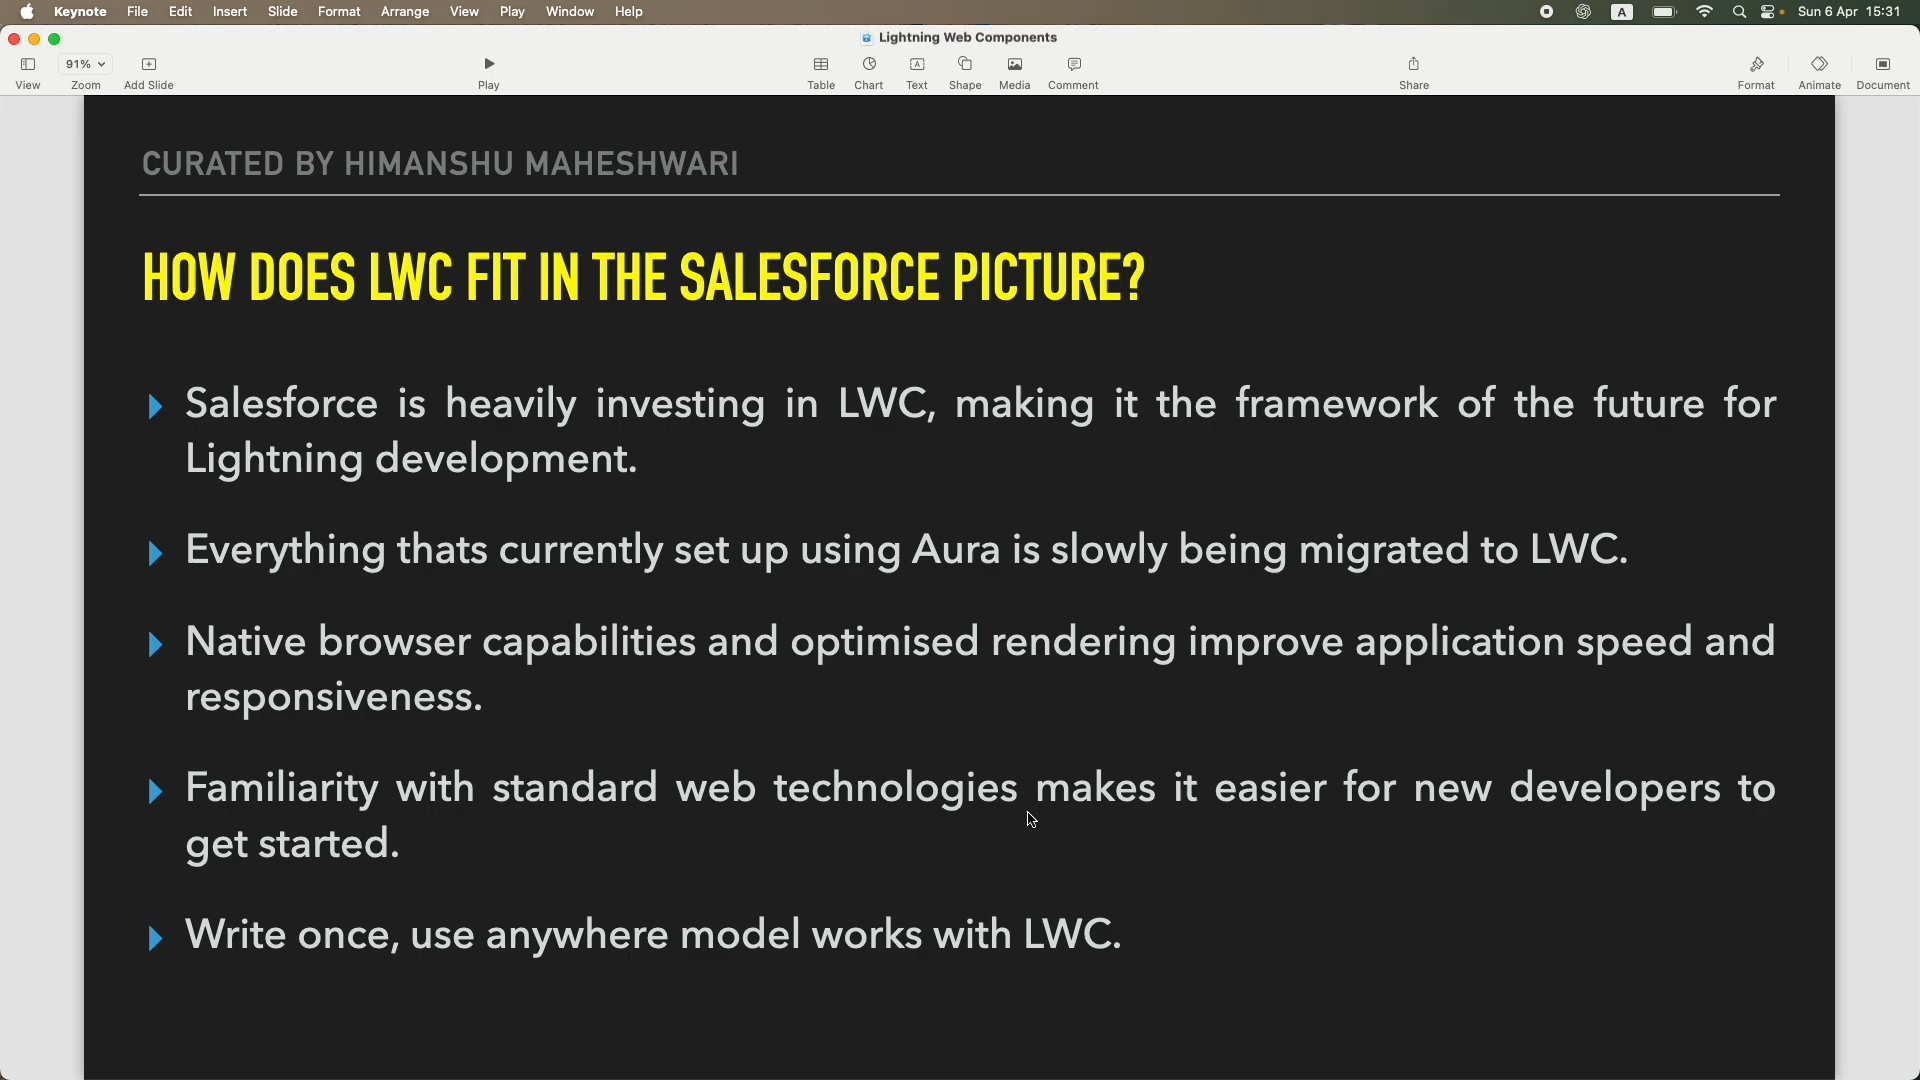 Keynote File Edit Insert Slide Format Arrange View Play Window Help A Sun 6 Apr 15:31
Lightning Web Components
91%
View Zoom Add Slide Play Table Chart Text Shape Media Comment Share Format Animate Document
CURATED BY HIMANSHU MAHESHWARI
HOW DOES LWC FIT IN THE SALESFORCE PICTURE?
Salesforce is heavily investing in LWC, making it the framework of the future for
Lightning development.
Everything thats currently set up using Aura is slowly being migrated to LWC.
Native browser capabilities and optimised rendering improve application speed and
responsiveness.
Familiarity with standard web technologies makes it easier for new developers to
get started.
Write once, use anywhere model works with LWC.